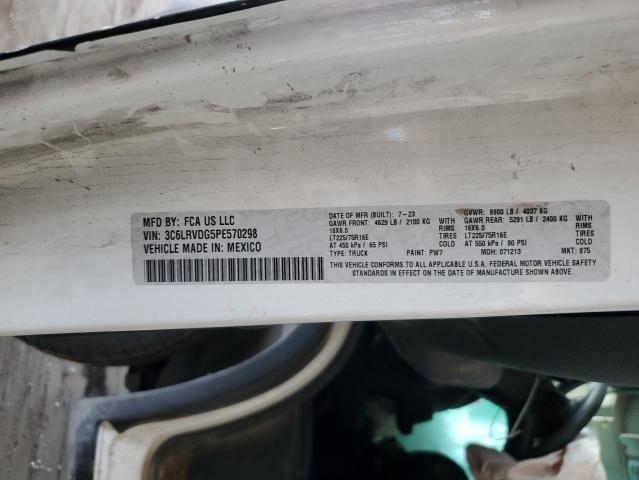 MFD BY: FCA US LLC
VIN: 3C6LRVDG5PE570298
VEHICLE MADE IN: MEXICO
DATE OF MFR (BUILT): 7-23
GVWR: 8900 LB / 4037 KG
GAWR FRONT: 4629 LB / 2100 KG WITH
GAWR REAR: 5291 LB / 2400 KG WITH
16X6.0 RIMS
16X6.0 RIMS
LT225/75R16E TIRES
LT225/75R16E TIRES
AT 450 kPa / 65 PSI
AT 550 kPa / 80 PSI
TYPE: TRUCK PAINT: PW7 MDH: 071213 MKT: 875
THIS VEHICLE CONFORMS TO ALL APPLICABLE U.S.A. FEDERAL MOTOR VEHICLE SAFETY
STANDARDS IN EFFECT ON THE DATE OF MANUFACTURE SHOWN ABOVE.